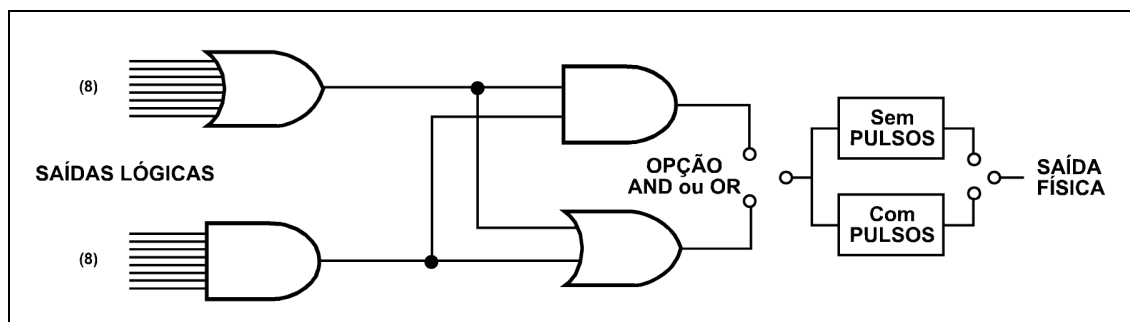 (8)
SAÍDAS LÓGICAS
(8)
OPÇÃO
AND ou OR
Sem
PULSOS
Com
PULSOS
SAÍDA
FÍSICA